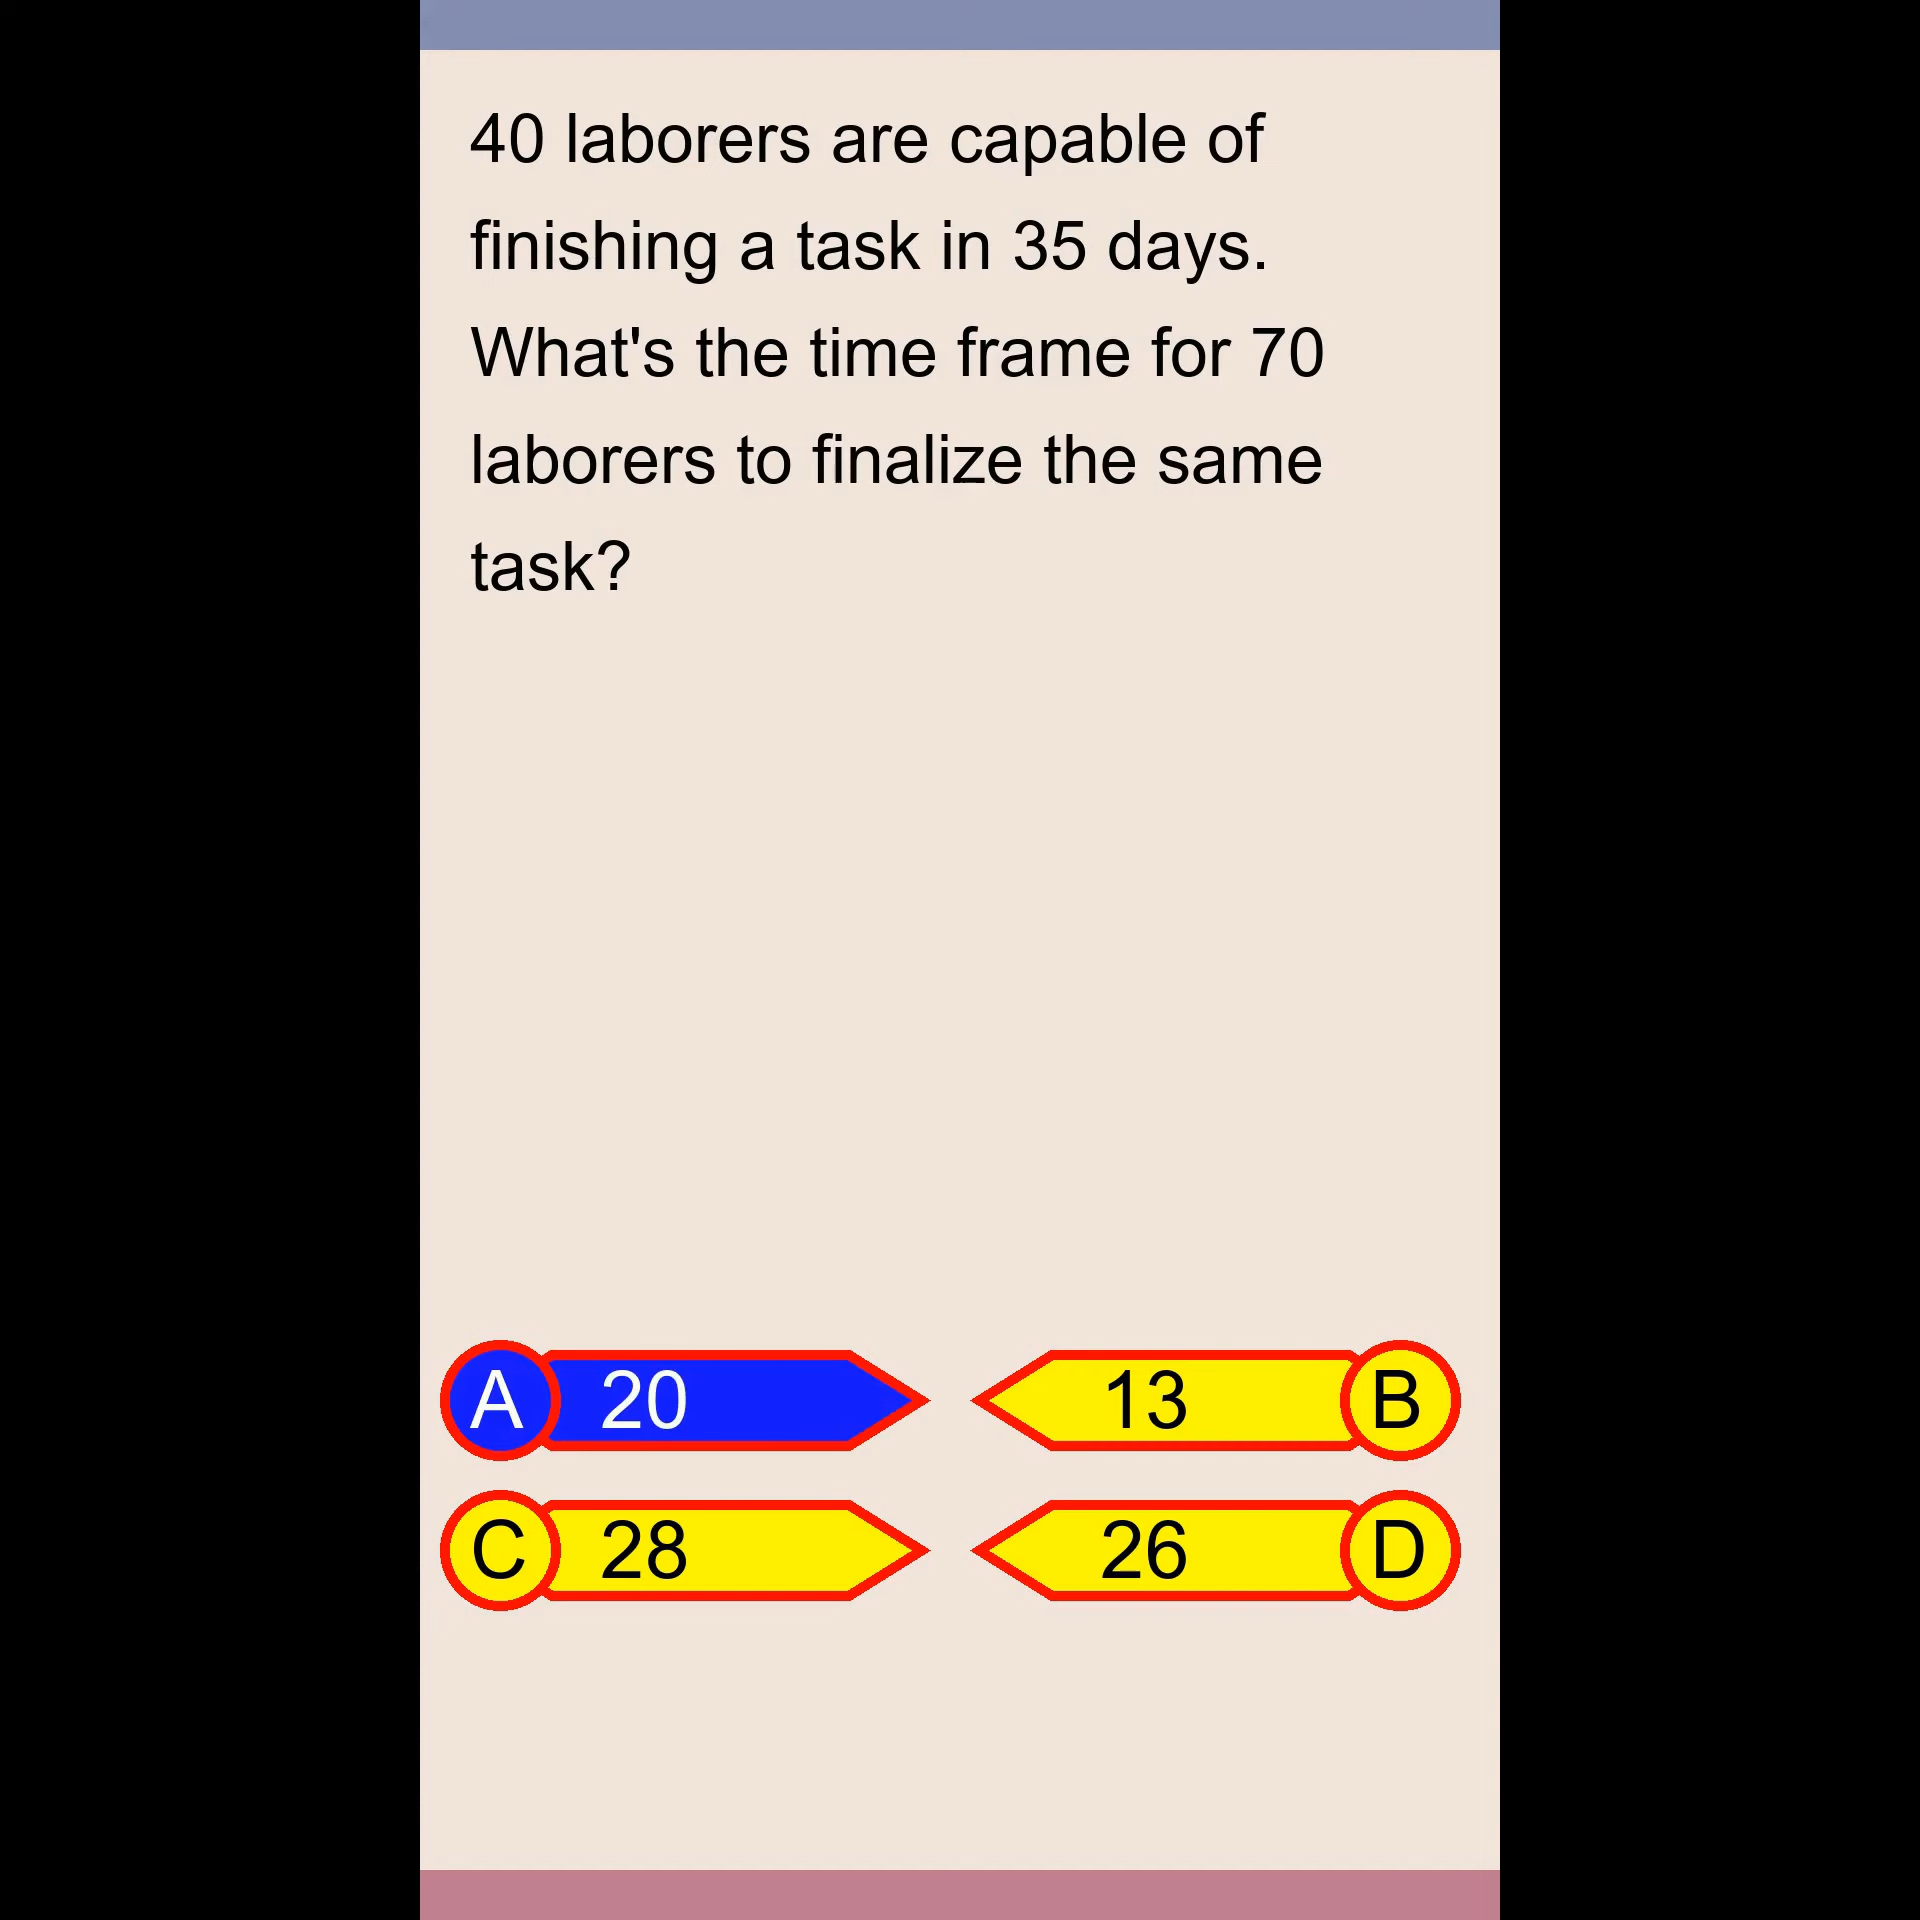 40 laborers are capable of
finishing a task in 35 days.
What's the time frame for 70
laborers to finalize the same
task?
A 20
13 B
C 28
26 D